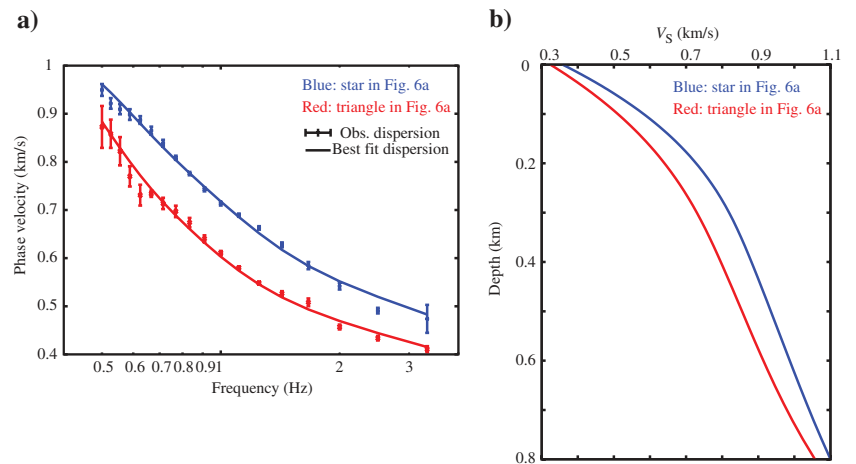 a)
Blue: star in Fig. 6a
Red: triangle in Fig. 6a
Obs. dispersion
Best fit dispersion
Phase velocity (km/s)
1
0.9
0.8
0.7
0.6
0.5
0.4
0.5 0.6 0.7 0.8 0.91 2 3
Frequency (Hz)
b)
V_S (km/s)
0.3 0.5 0.7 0.9 1.1
Blue: star in Fig. 6a
Red: triangle in Fig. 6a
Depth (km)
0
0.2
0.4
0.6
0.8